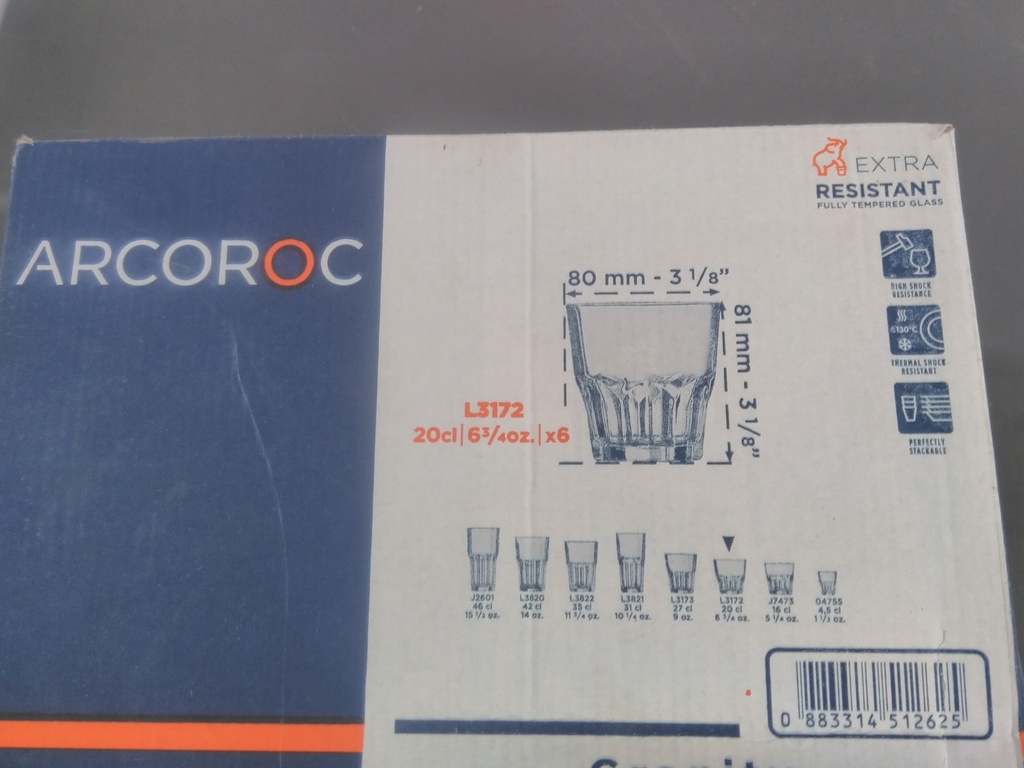 ARCOROC
EXTRA
RESISTANT
FULLY TEMPERED GLASS
80 mm - 3 1/8”
81 mm - 3 1/8”
HIGH SHOCK
RESISTANCE
130°C
THERMAL SHOCK
RESISTANT
PERFECTLY
STACKABLE
L3172
20cl|6 3/4oz.|x6
J2601
46 cl
15 1/2 oz.
L3820
42 cl
14 oz.
L3822
35 cl
11 3/4 oz.
L3821
31 cl
10 1/4 oz.
L3173
27 cl
9 oz.
L3172
20 cl
6 3/4 oz.
J7473
16 cl
5 1/4 oz.
04755
4,5 cl
1 1/2 oz.
0 883314 512625